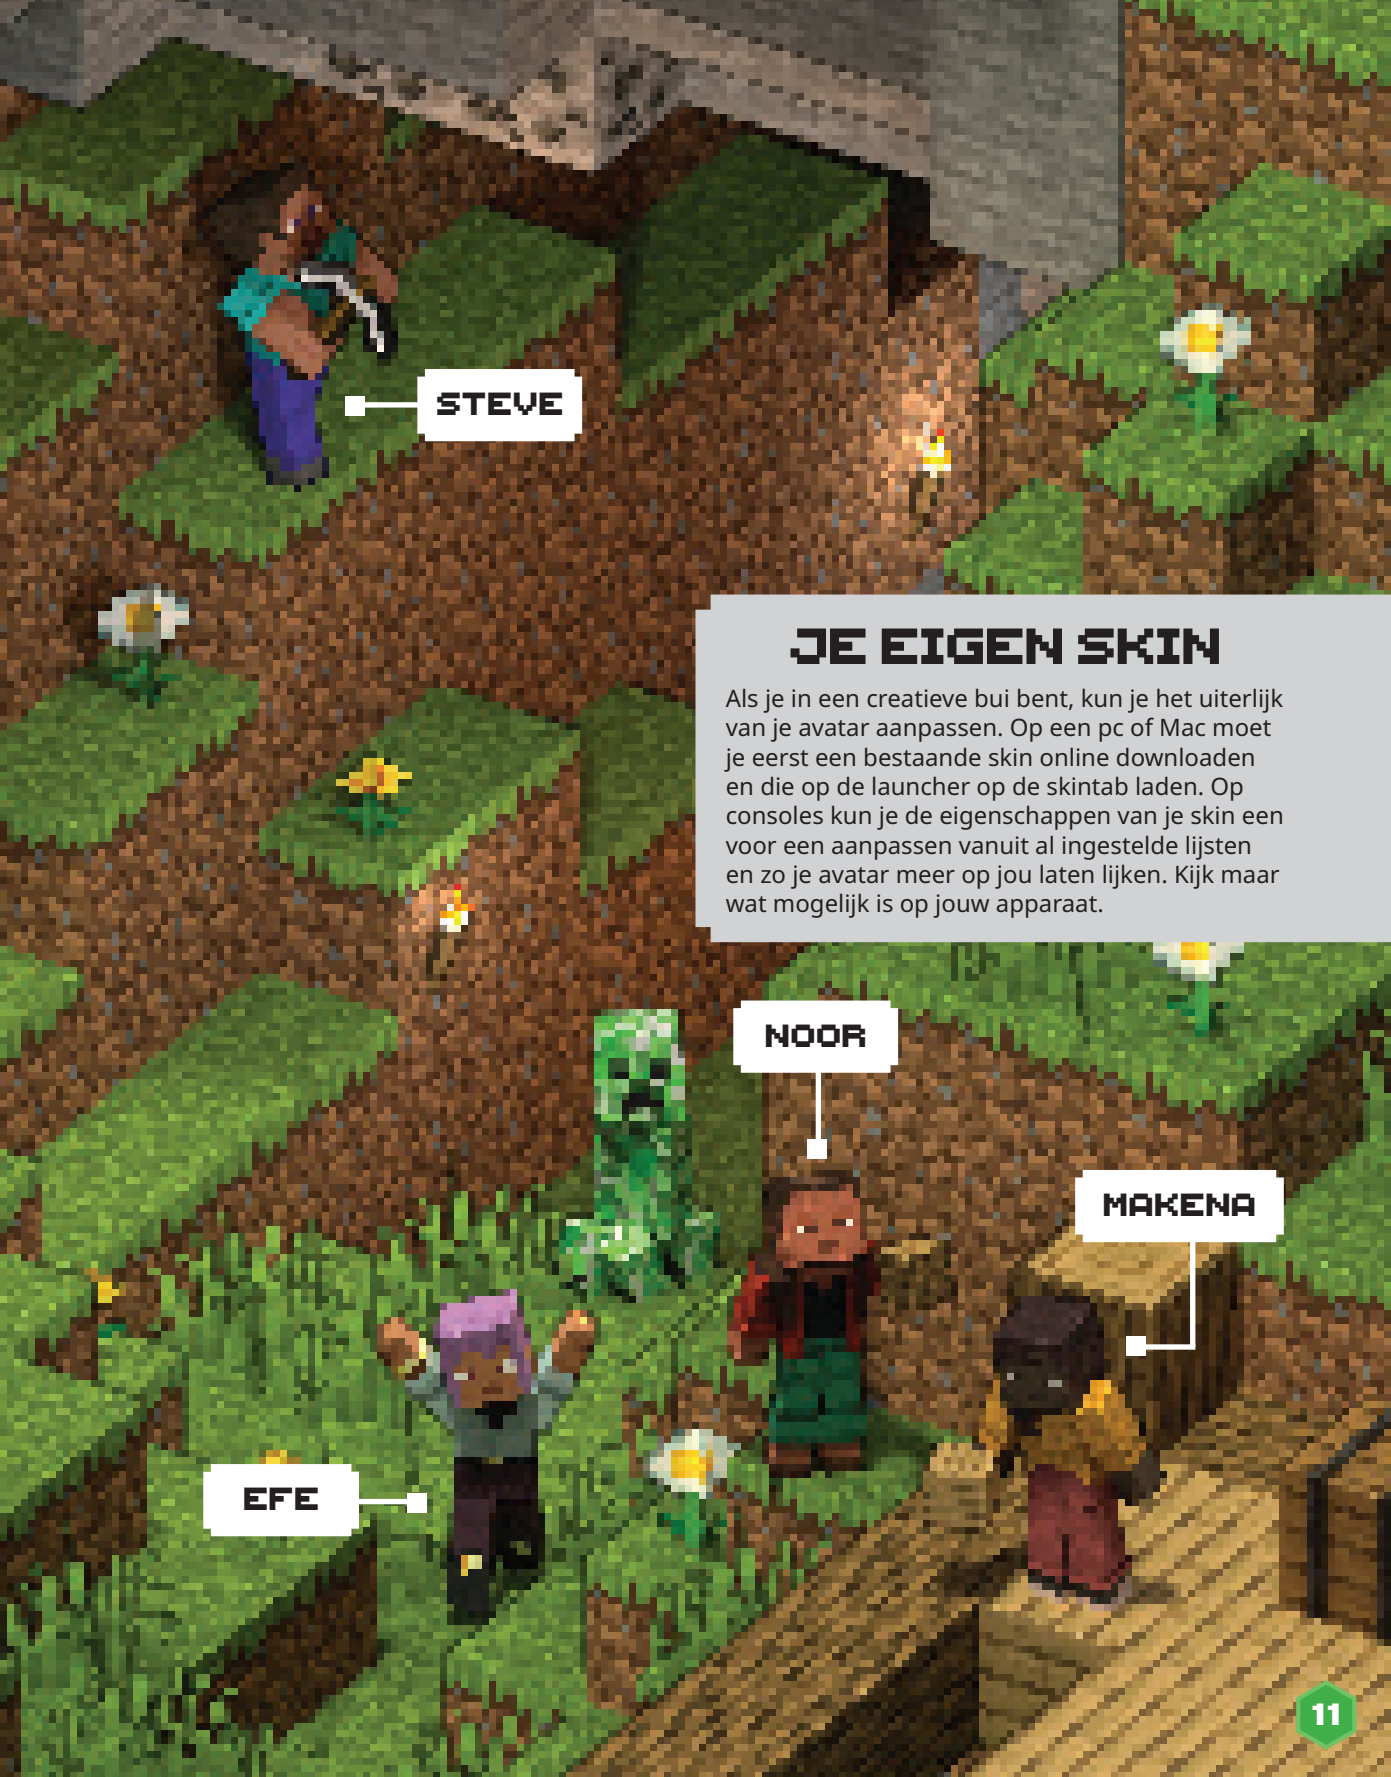 STEVE
JE EIGEN SKIN
Als je in een creatieve bui bent, kun je het uiterlijk
van je avatar aanpassen. Op een pc of Mac moet
je eerst een bestaande skin online downloaden
en die op de launcher op de skintab laden. Op
consoles kun je de eigenschappen van je skin een
voor een aanpassen vanuit al ingestelde lijsten
en zo je avatar meer op jou laten lijken. Kijk maar
wat mogelijk is op jouw apparaat.
NOOR
MAKENA
EFE
11